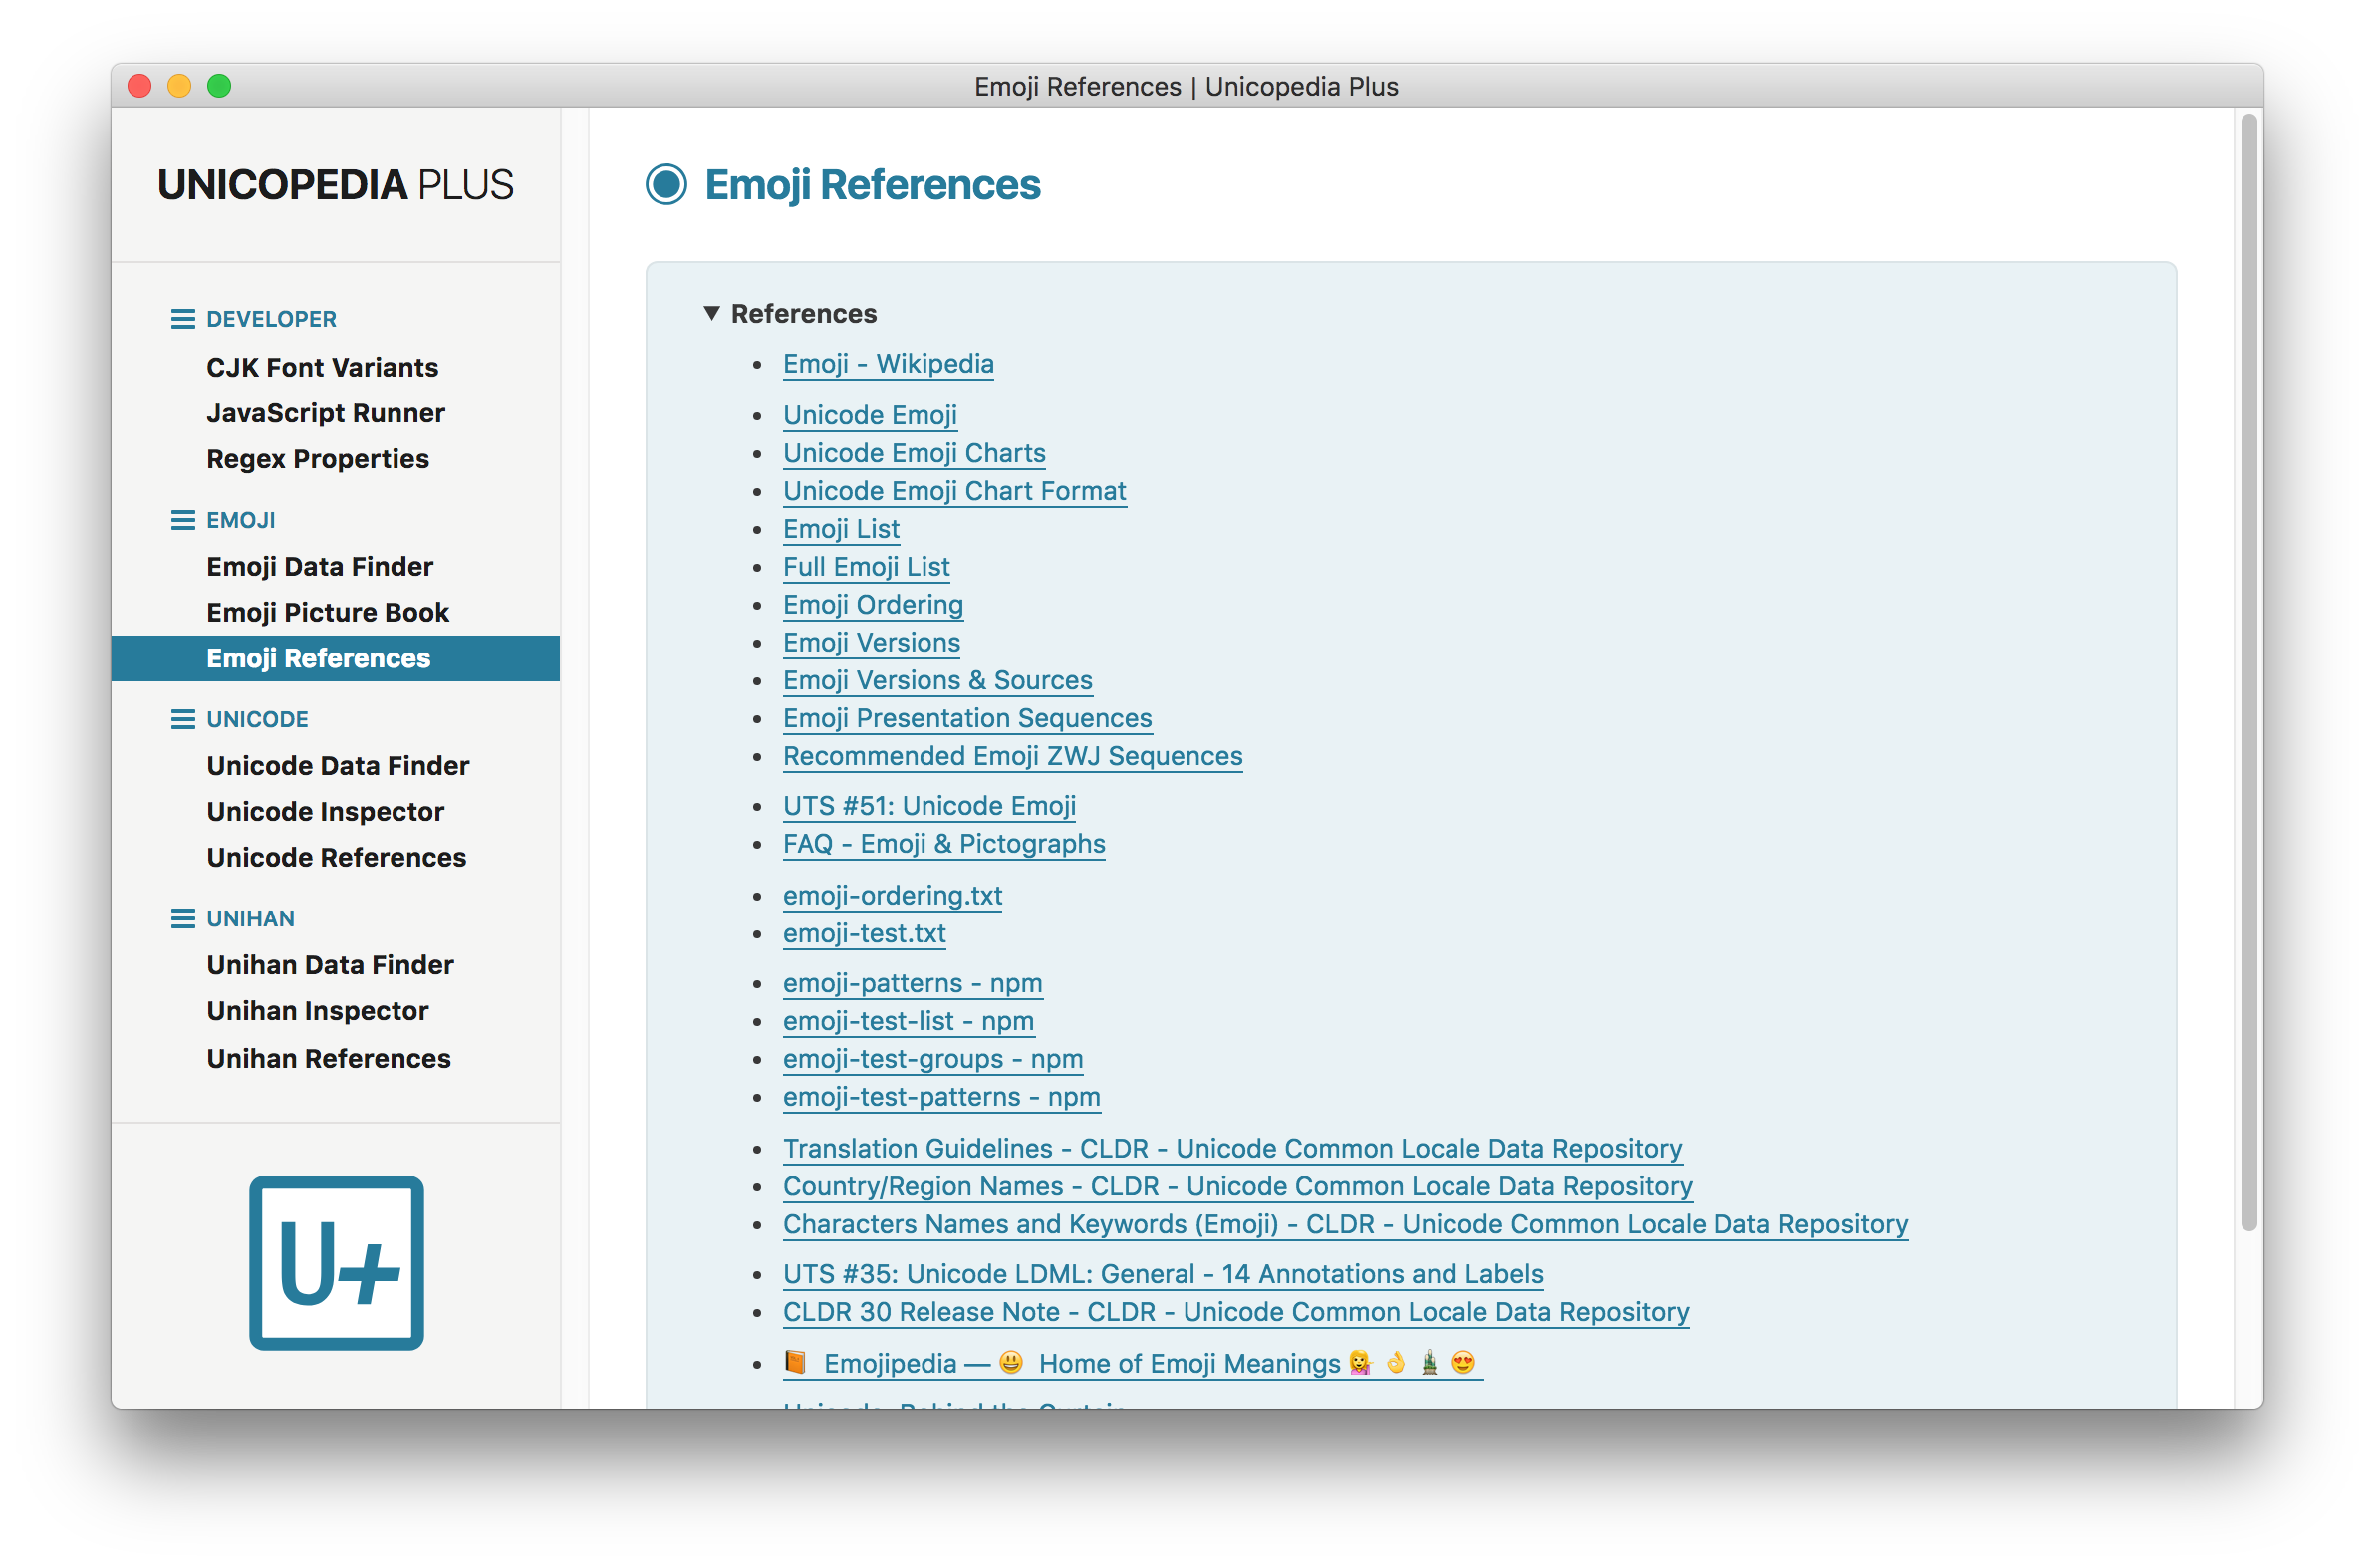 Emoji References | Unicopedia Plus
UNICOPEDIA PLUS
DEVELOPER
CJK Font Variants
JavaScript Runner
Regex Properties
EMOJI
Emoji Data Finder
Emoji Picture Book
Emoji References
UNICODE
Unicode Data Finder
Unicode Inspector
Unicode References
UNIHAN
Unihan Data Finder
Unihan Inspector
Unihan References
U+
Emoji References
▼ References
• Emoji - Wikipedia
• Unicode Emoji
• Unicode Emoji Charts
• Unicode Emoji Chart Format
• Emoji List
• Full Emoji List
• Emoji Ordering
• Emoji Versions
• Emoji Versions & Sources
• Emoji Presentation Sequences
• Recommended Emoji ZWJ Sequences
• UTS #51: Unicode Emoji
• FAQ - Emoji & Pictographs
• emoji-ordering.txt
• emoji-test.txt
• emoji-patterns - npm
• emoji-test-list - npm
• emoji-test-groups - npm
• emoji-test-patterns - npm
• Translation Guidelines - CLDR - Unicode Common Locale Data Repository
• Country/Region Names - CLDR - Unicode Common Locale Data Repository
• Characters Names and Keywords (Emoji) - CLDR - Unicode Common Locale Data Repository
• UTS #35: Unicode LDML: General - 14 Annotations and Labels
• CLDR 30 Release Note - CLDR - Unicode Common Locale Data Repository
• 📙 Emojipedia — 😃 Home of Emoji Meanings 💁 👌 🎍 😍
Unicode, Behind the Curtain